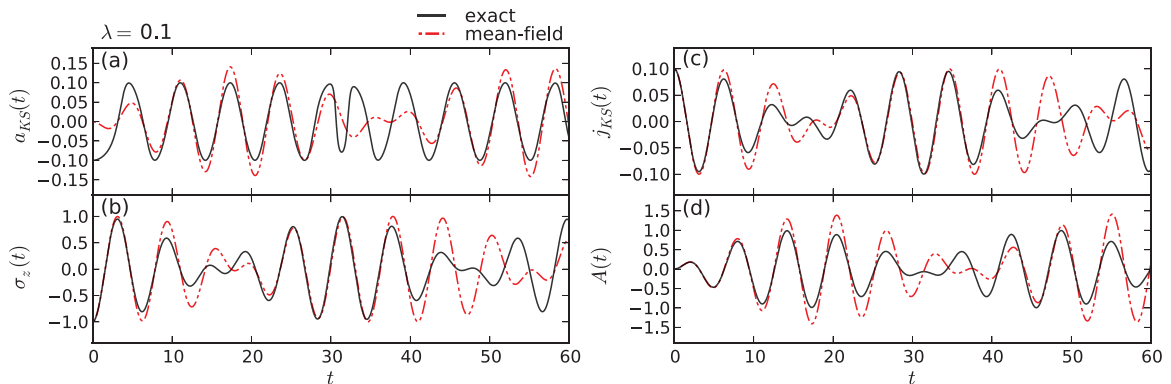 λ = 0.1
exact
mean-field
(a)
a_KS(t)
0.15
0.10
0.05
0.00
−0.05
−0.10
−0.15
(b)
σ_z(t)
1.0
0.5
0.0
−0.5
−1.0
0 10 20 30 40 50 60
t
(c)
j_KS(t)
0.10
0.05
0.00
−0.05
−0.10
(d)
A(t)
1.5
1.0
0.5
0.0
−0.5
−1.0
−1.5
0 10 20 30 40 50 60
t